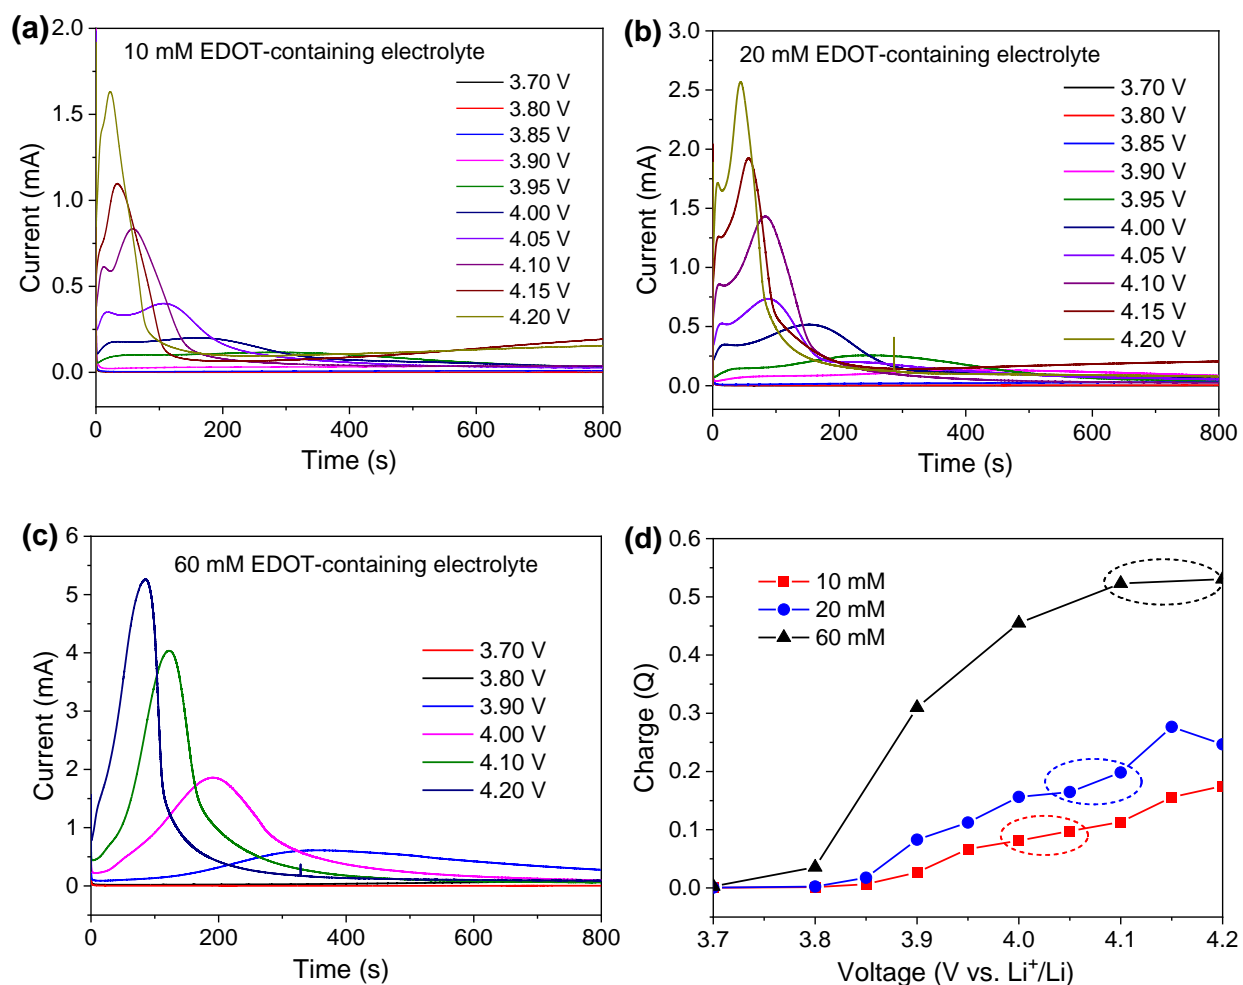 (a)
10 mM EDOT-containing electrolyte
3.70 V
3.80 V
3.85 V
3.90 V
3.95 V
4.00 V
4.05 V
4.10 V
4.15 V
4.20 V
2.0
1.5
1.0
0.5
0.0
Current (mA)
0 200 400 600 800
Time (s)
(b)
20 mM EDOT-containing electrolyte
3.70 V
3.80 V
3.85 V
3.90 V
3.95 V
4.00 V
4.05 V
4.10 V
4.15 V
4.20 V
3.0
2.5
2.0
1.5
1.0
0.5
0.0
Current (mA)
0 200 400 600 800
Time (s)
(c)
60 mM EDOT-containing electrolyte
3.70 V
3.80 V
3.90 V
4.00 V
4.10 V
4.20 V
6
5
4
3
2
1
0
Current (mA)
0 200 400 600 800
Time (s)
(d)
10 mM
20 mM
60 mM
0.6
0.5
0.4
0.3
0.2
0.1
0.0
Charge (Q)
3.7 3.8 3.9 4.0 4.1 4.2
Voltage (V vs. Li⁺/Li)